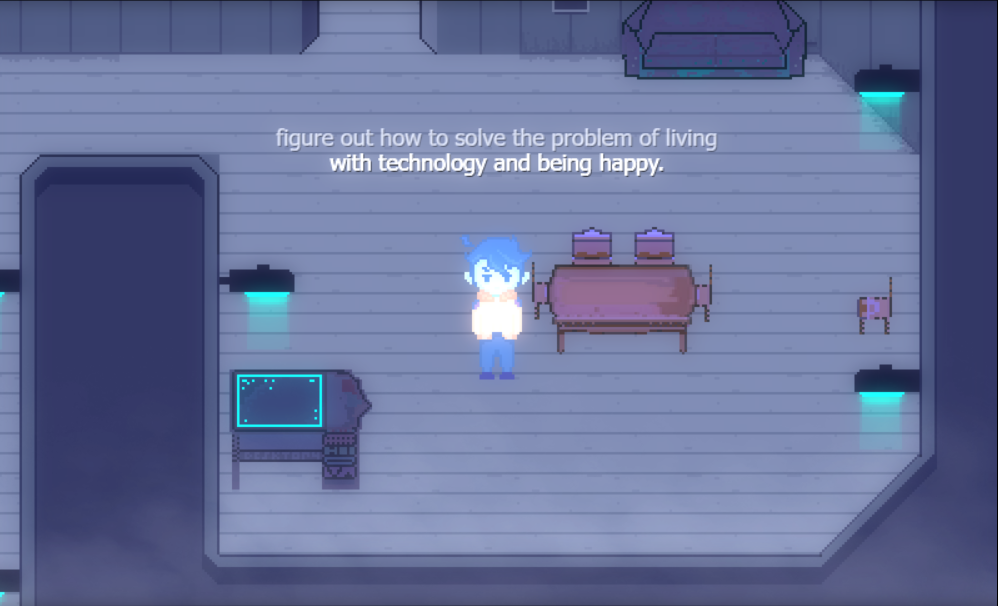 figure out how to solve the problem of living
with technology and being happy.